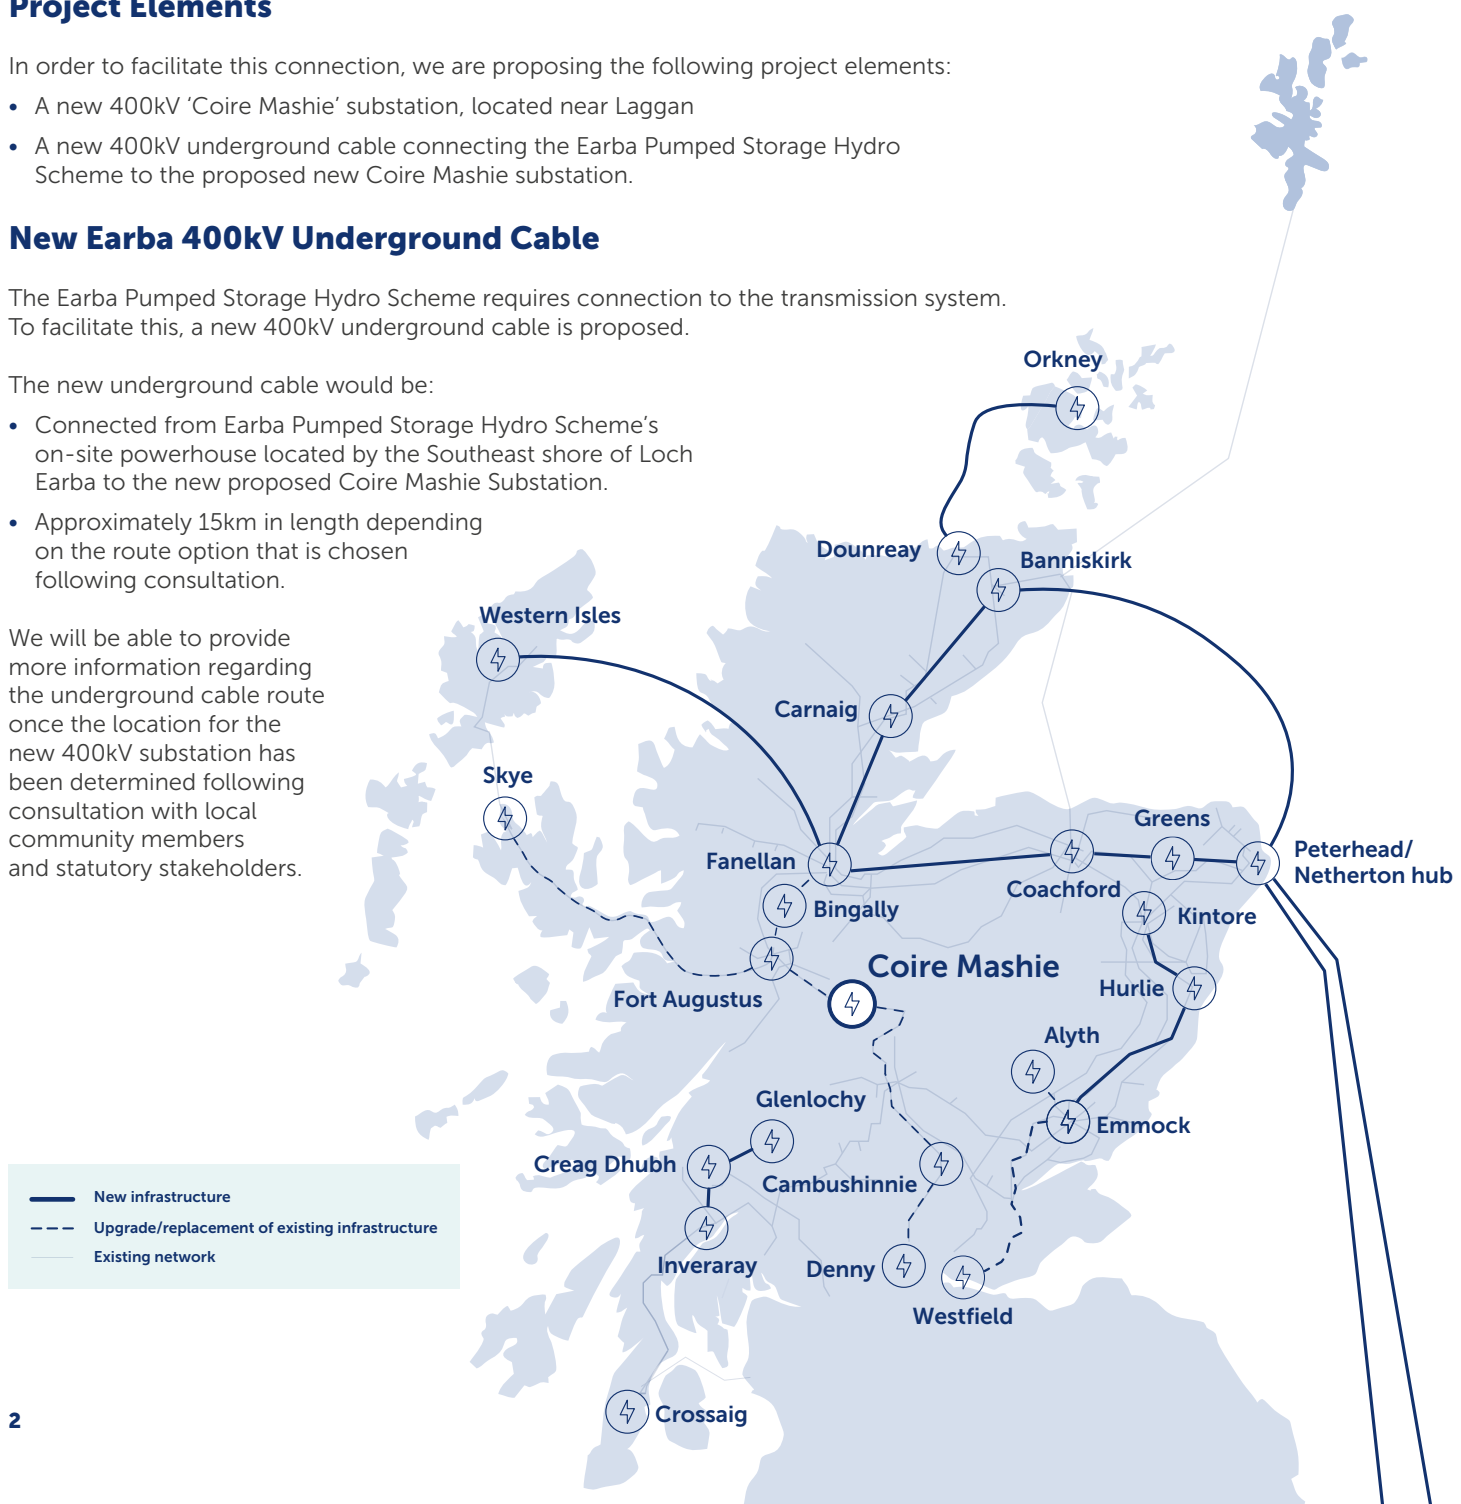 Project Elements
In order to facilitate this connection, we are proposing the following project elements:
• A new 400kV ‘Coire Mashie’ substation, located near Laggan
• A new 400kV underground cable connecting the Earba Pumped Storage Hydro
Scheme to the proposed new Coire Mashie substation.
New Earba 400kV Underground Cable
The Earba Pumped Storage Hydro Scheme requires connection to the transmission system.
To facilitate this, a new 400kV underground cable is proposed.
The new underground cable would be:
• Connected from Earba Pumped Storage Hydro Scheme’s
on-site powerhouse located by the Southeast shore of Loch
Earba to the new proposed Coire Mashie Substation.
• Approximately 15km in length depending
on the route option that is chosen
following consultation.
We will be able to provide
more information regarding
the underground cable route
once the location for the
new 400kV substation has
been determined following
consultation with local
community members
and statutory stakeholders.
Orkney
Dounreay
Banniskirk
Western Isles
Carnaig
Skye
Greens
Fanellan
Peterhead/
Netherton hub
Coachford
Bingally
Kintore
Coire Mashie
Hurlie
Fort Augustus
Alyth
Glenlochy
Emmock
Creag Dhubh
Cambushinnie
Inveraray
Denny
Westfield
Crossaig
New infrastructure
Upgrade/replacement of existing infrastructure
Existing network
2